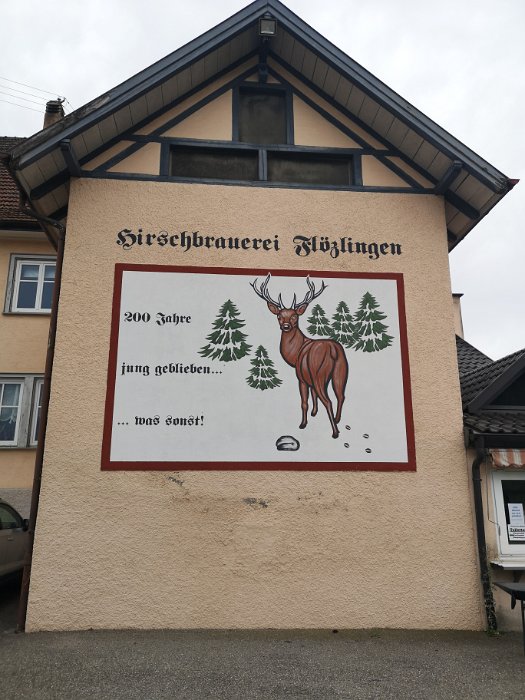 Hirschbrauerei Flözlingen
200 Jahre
jung geblieben...
... was sonst!